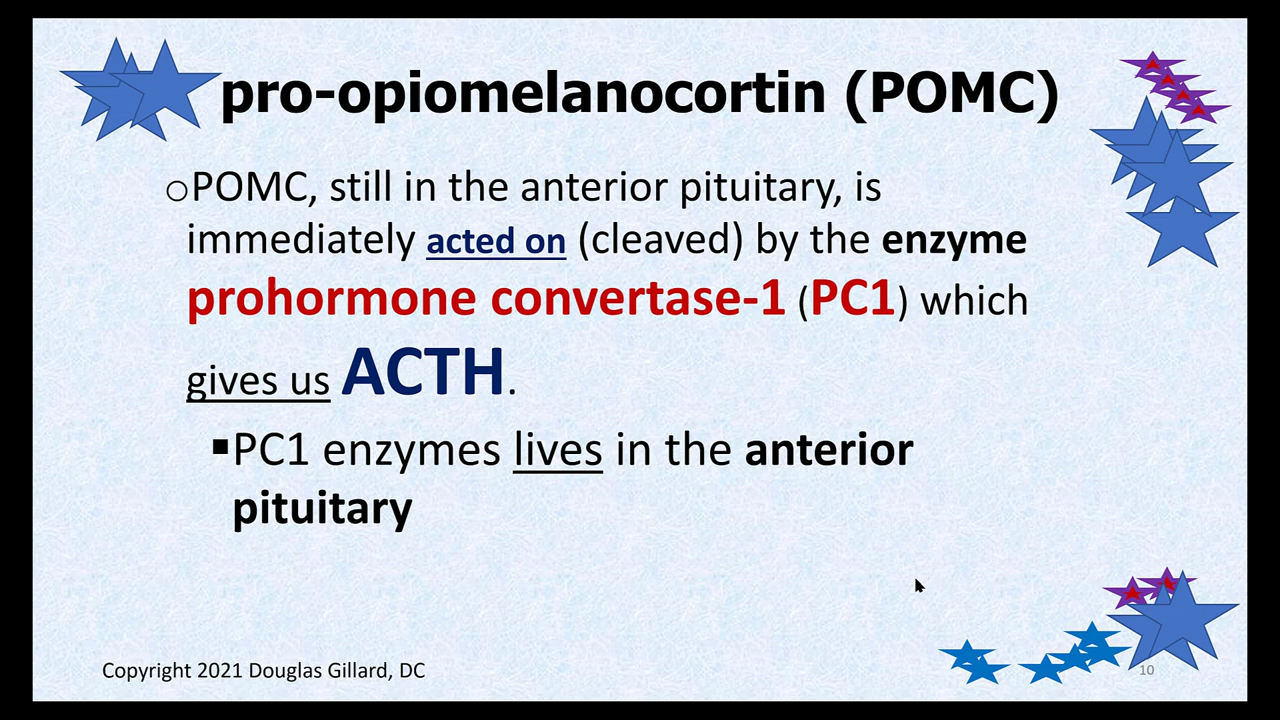 pro-opiomelanocortin (POMC)
○POMC, still in the anterior pituitary, is
immediately acted on (cleaved) by the enzyme
prohormone convertase-1 (PC1) which
gives us ACTH.
▪PC1 enzymes lives in the anterior
pituitary
Copyright 2021 Douglas Gillard, DC
10